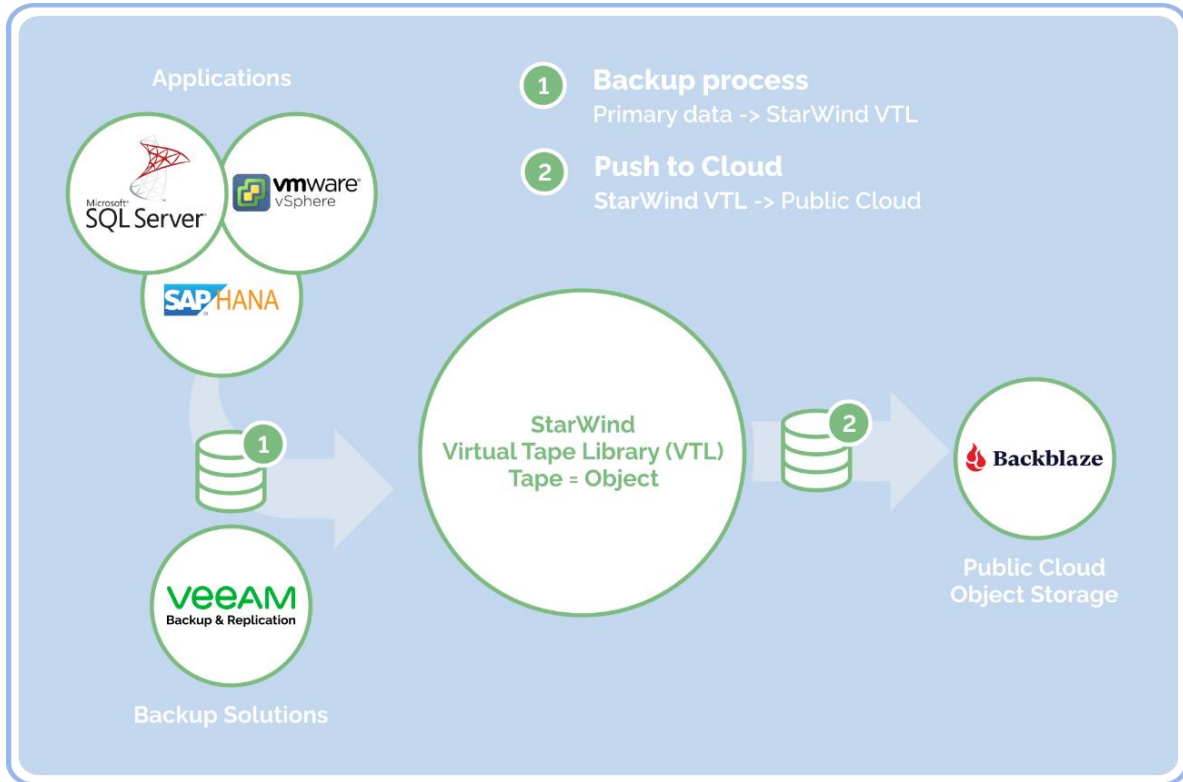 Applications
1
Backup process
Primary data -> StarWind VTL
2
Push to Cloud
StarWind VTL -> Public Cloud
Microsoft®
SQL Server®
vmware®
vSphere
SAP® HANA
1
StarWind
Virtual Tape Library (VTL)
Tape = Object
2
Backblaze
veeAM
Backup & Replication
Public Cloud
Object Storage
Backup Solutions